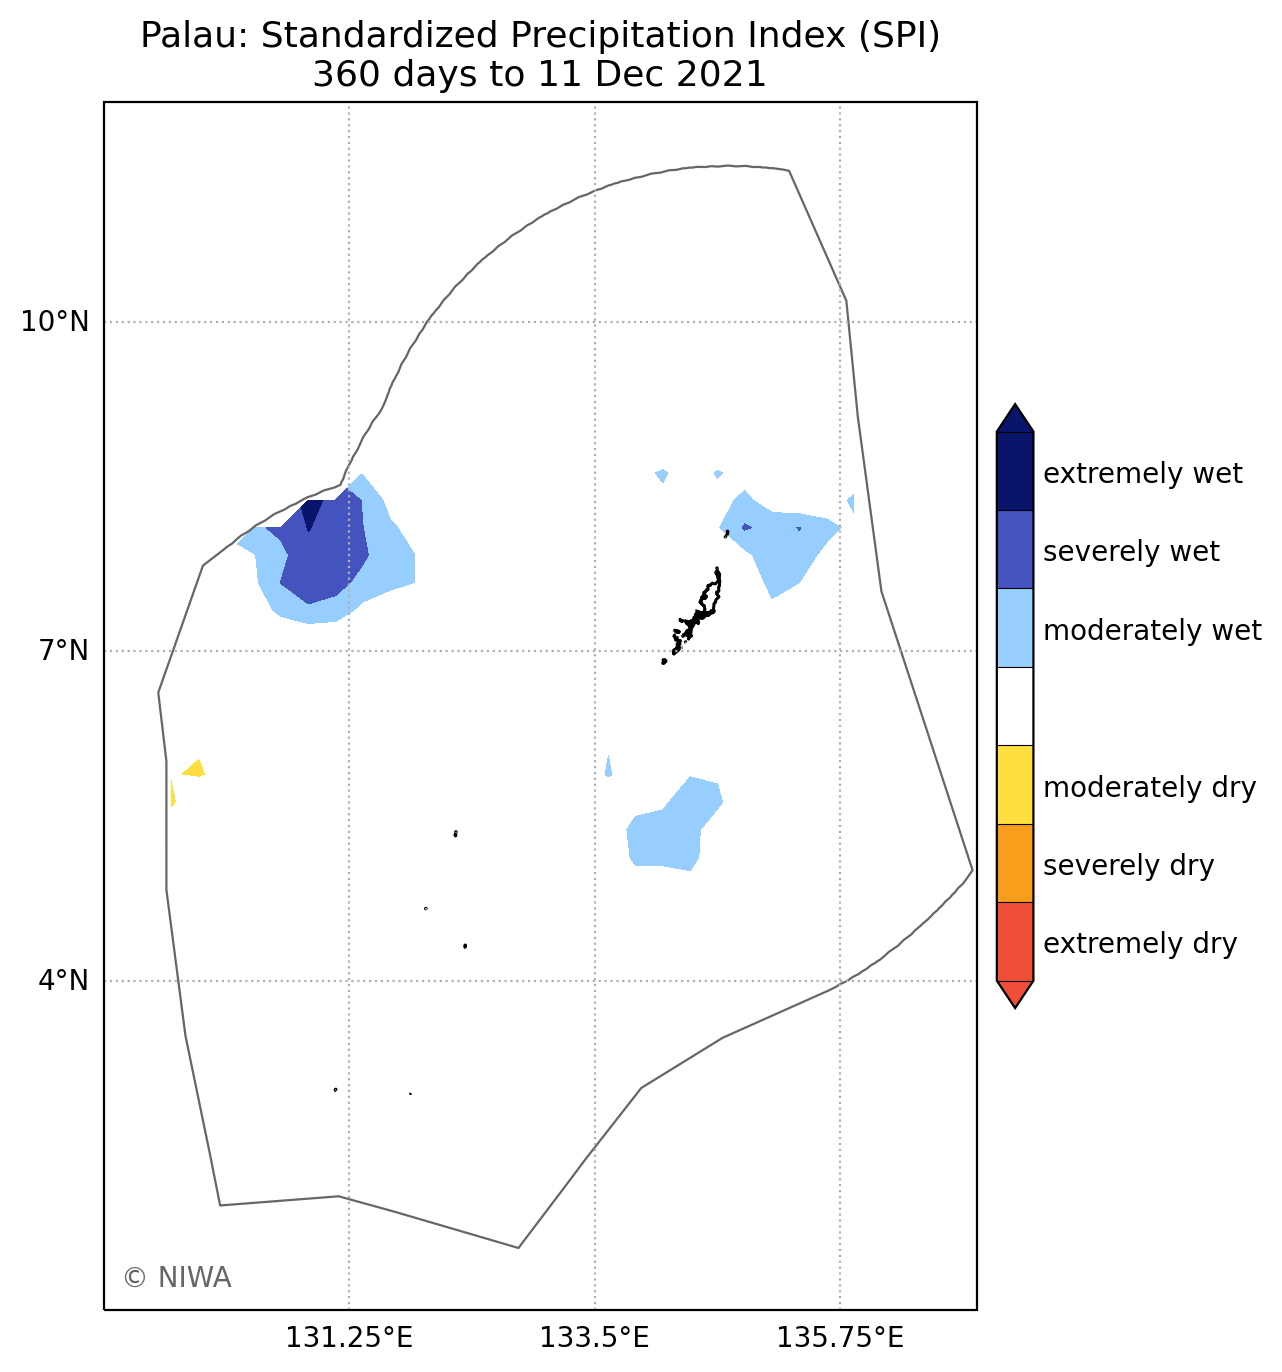 Palau: Standardized Precipitation Index (SPI)
360 days to 11 Dec 2021
10°N
7°N
4°N
131.25°E
133.5°E
135.75°E
extremely wet
severely wet
moderately wet
moderately dry
severely dry
extremely dry
© NIWA